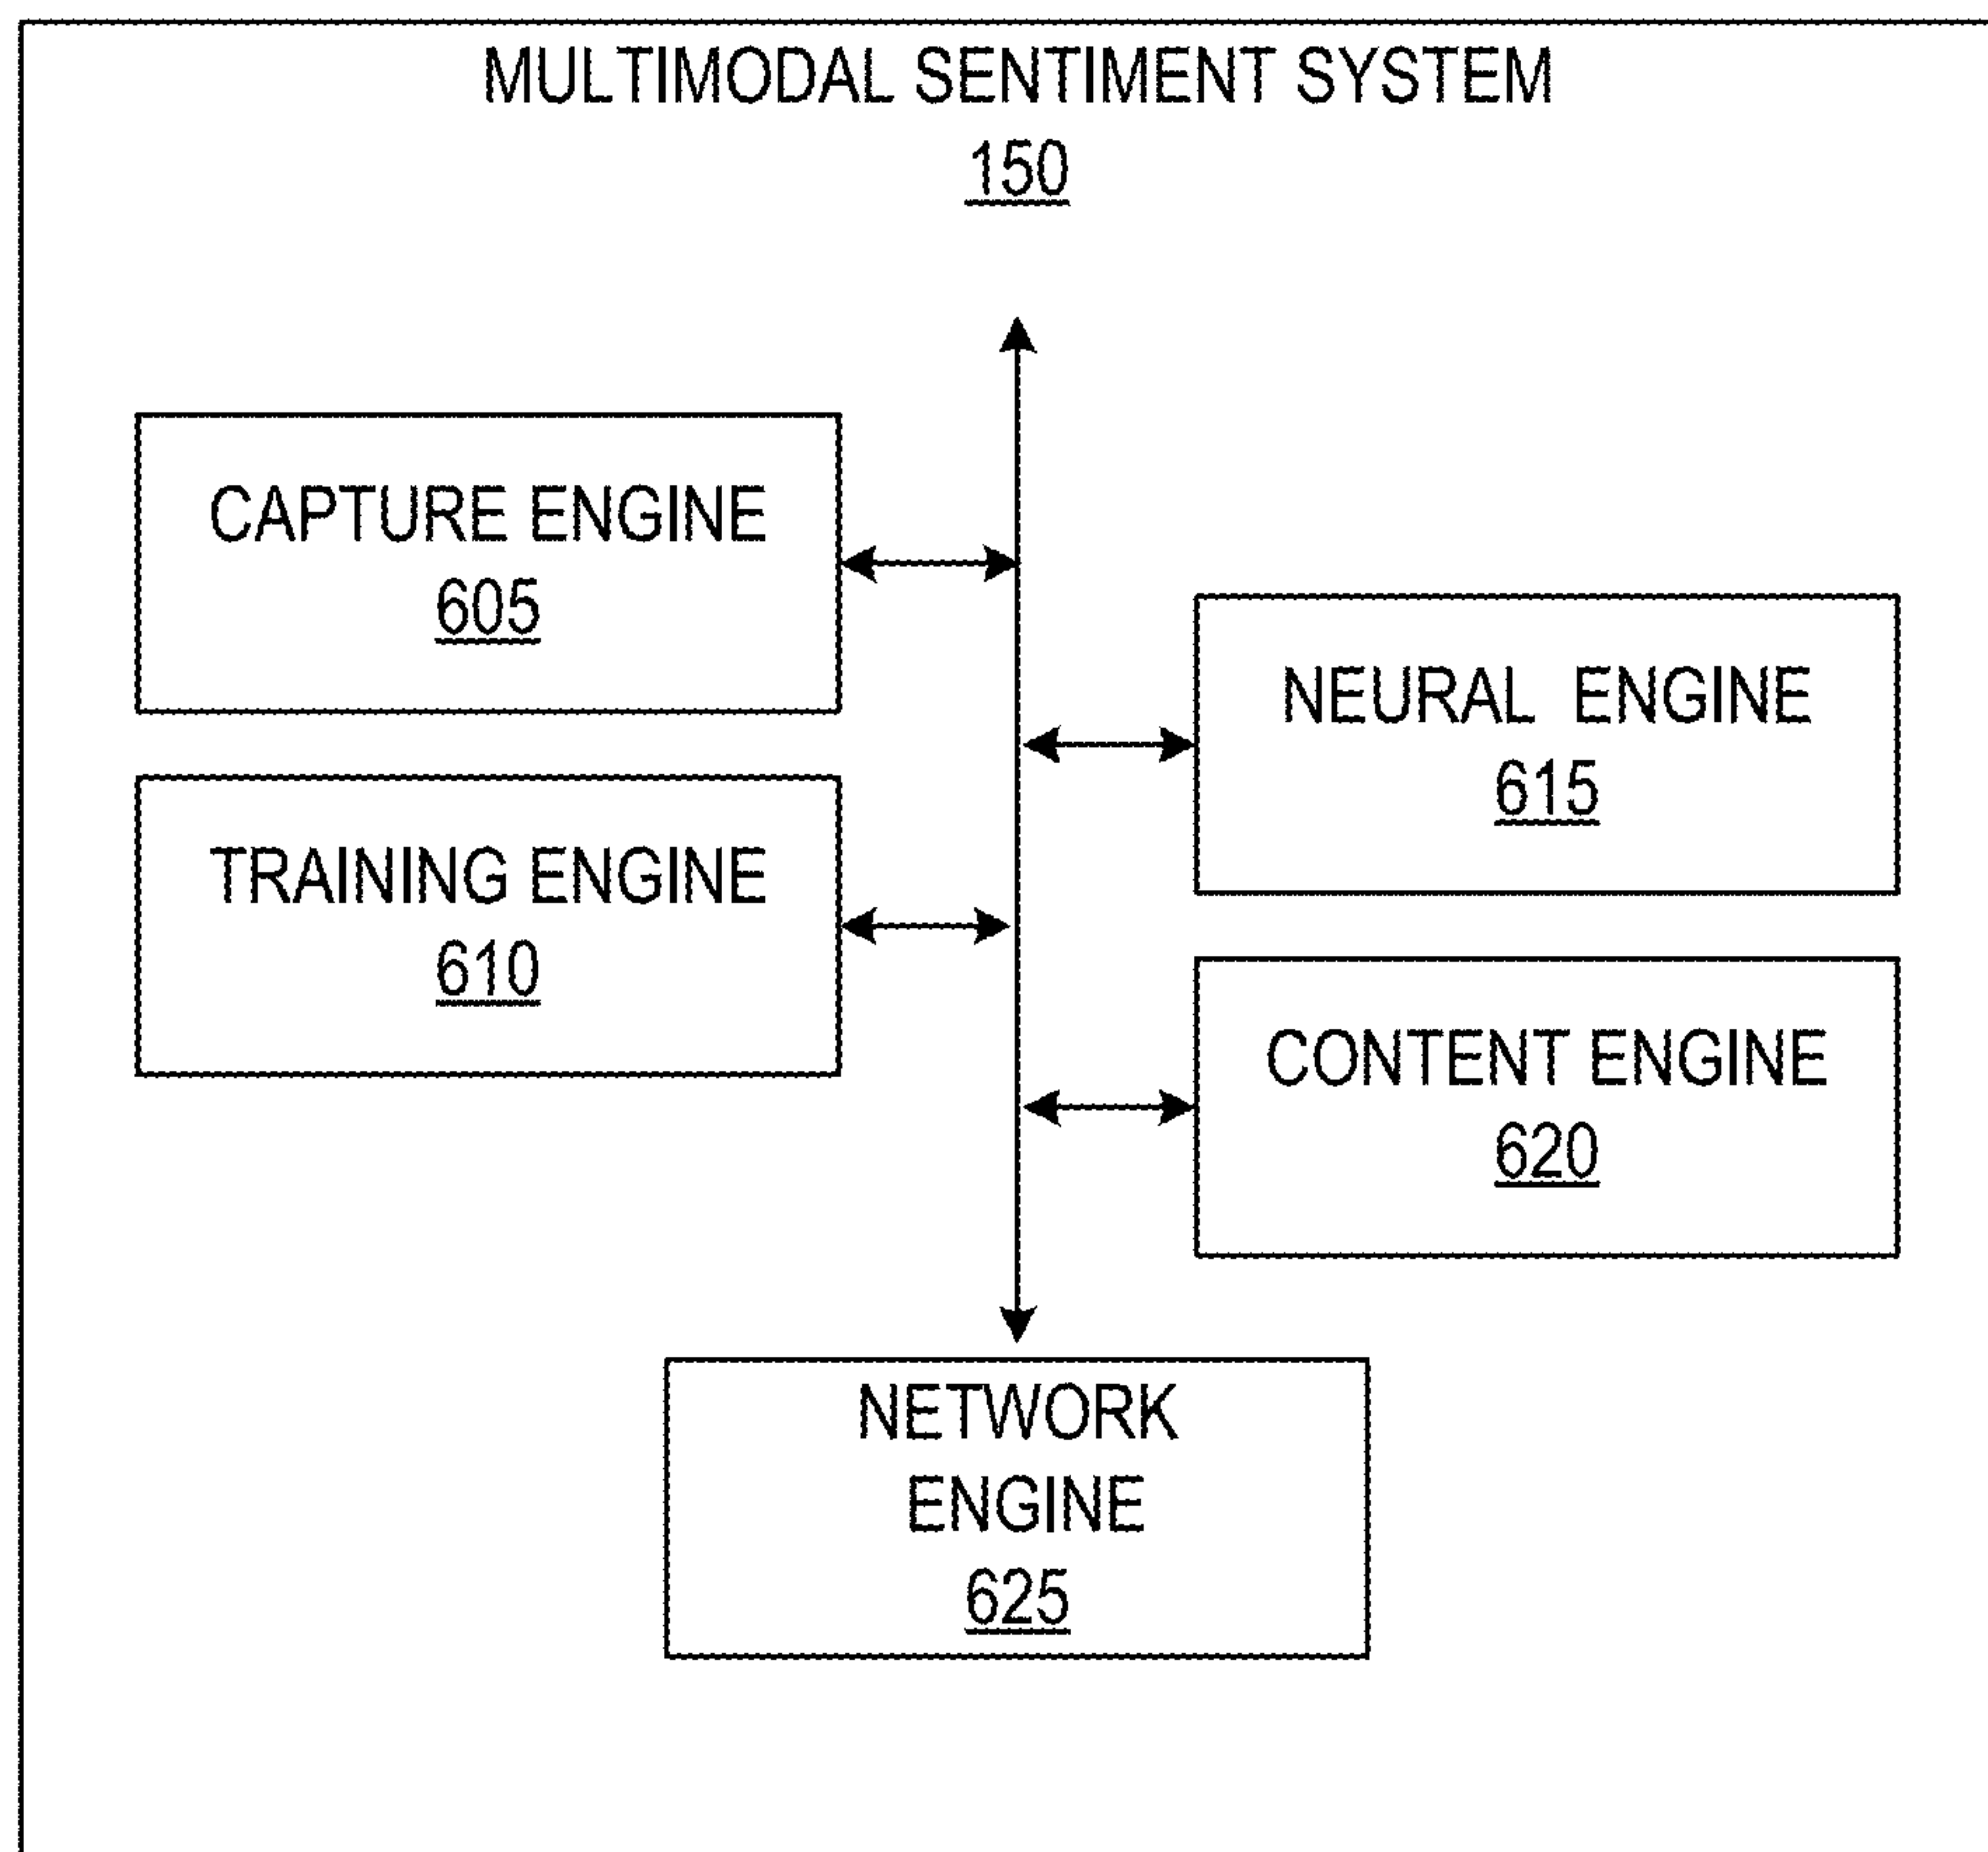 MULTIMODAL SENTIMENT SYSTEM
150
CAPTURE ENGINE
605
NEURAL ENGINE
615
TRAINING ENGINE
610
CONTENT ENGINE
620
NETWORK
ENGINE
625